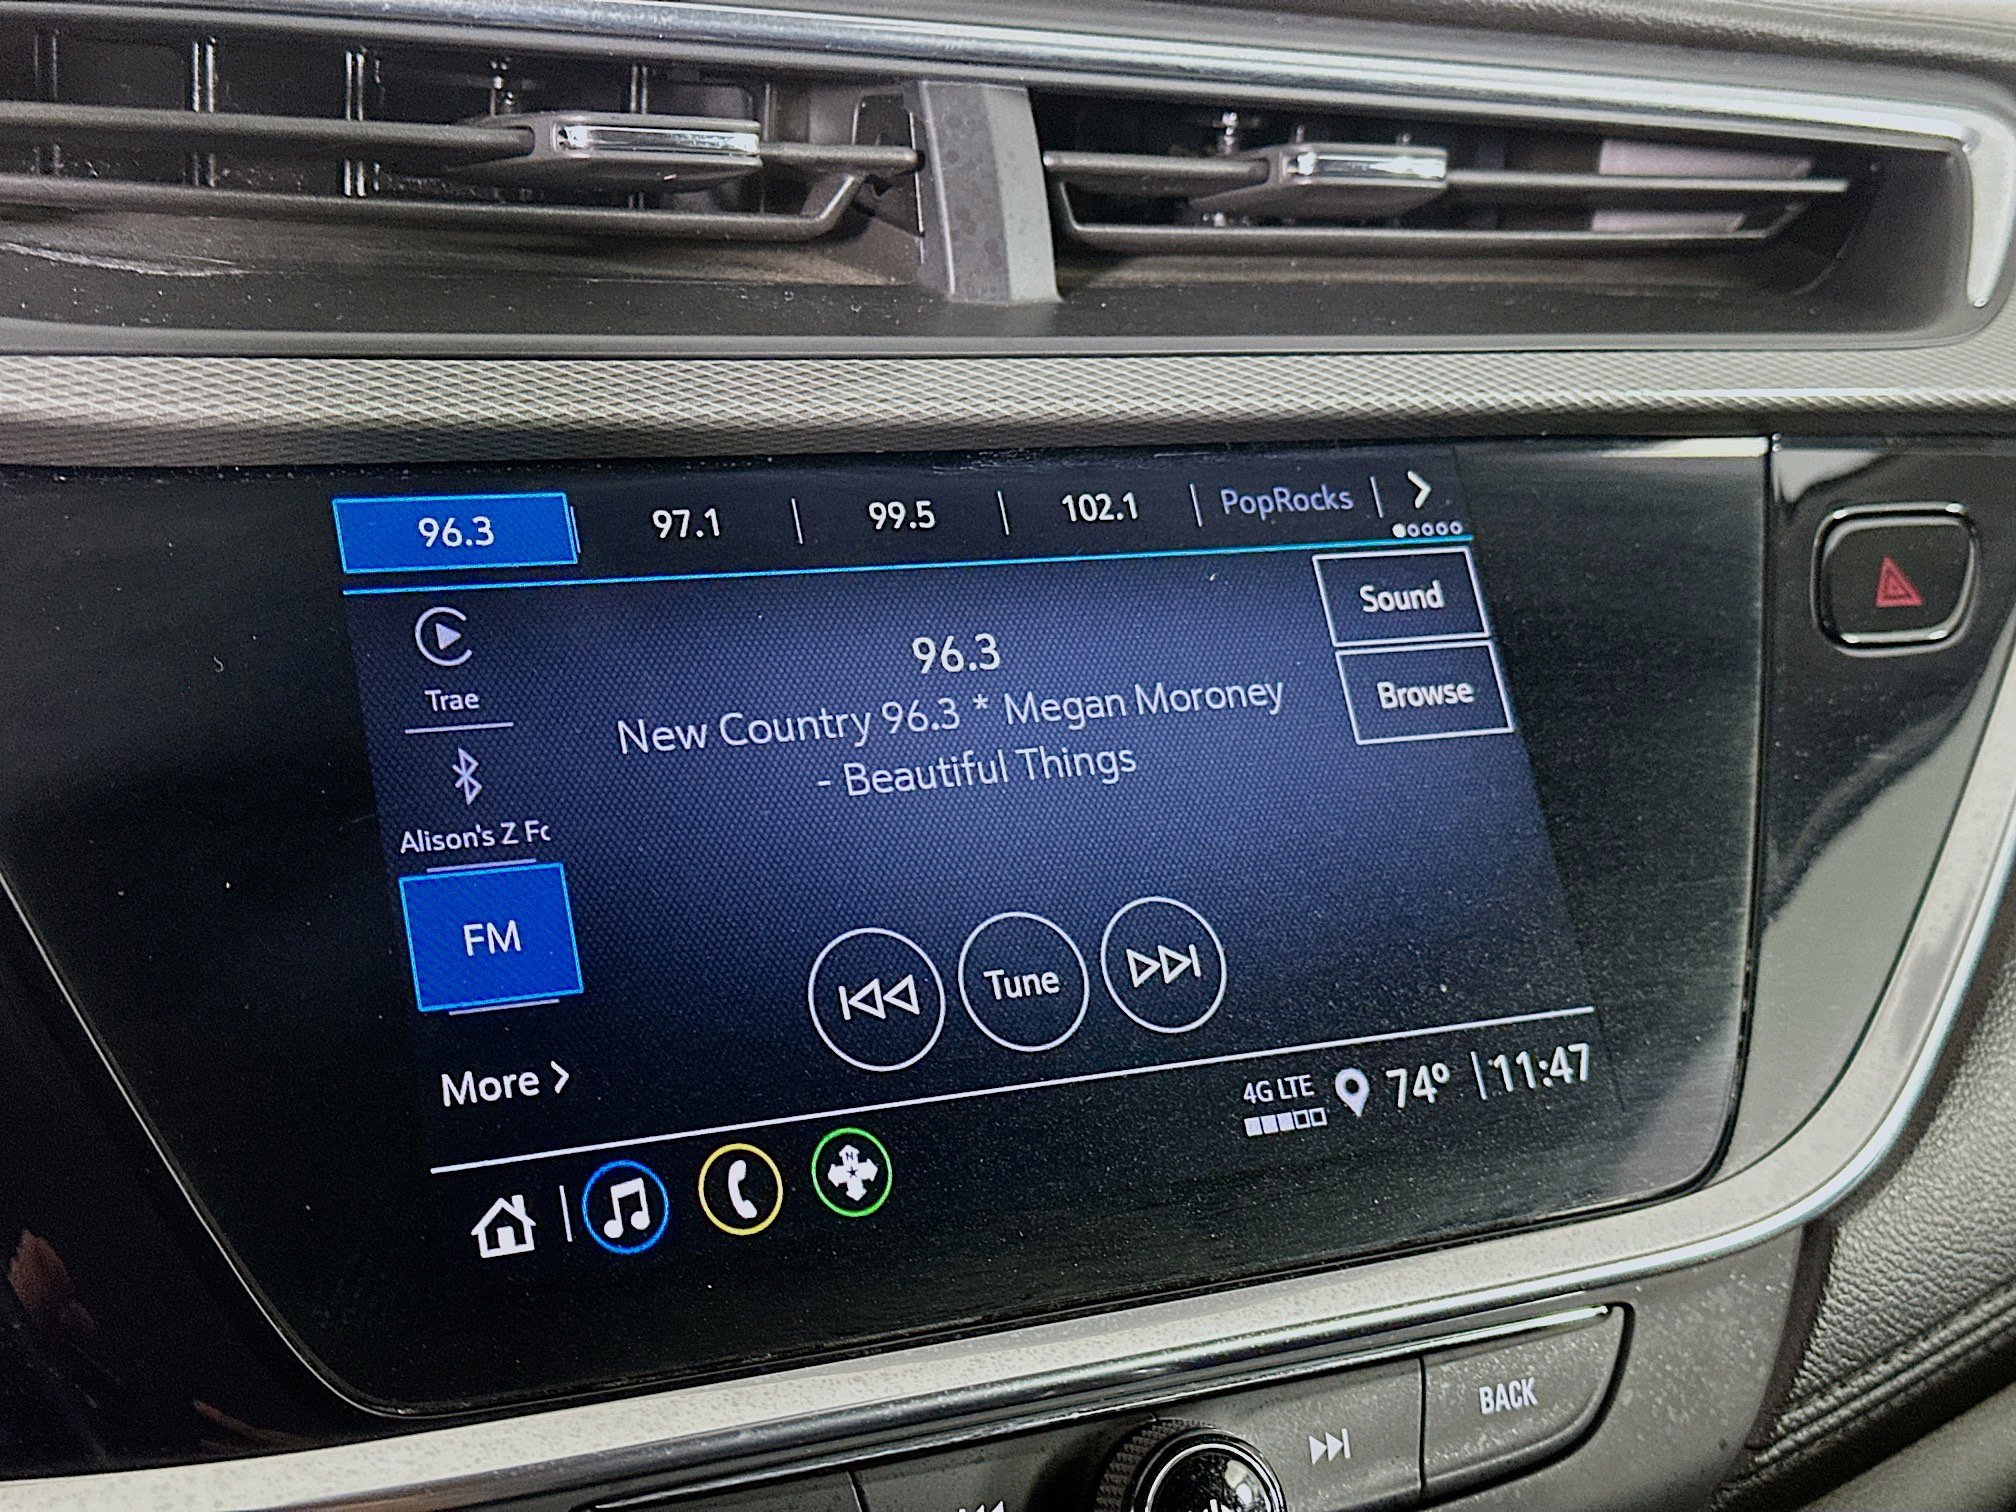 96.3 | 97.1 | 99.5 | 102.1 | PopRocks |
Trae
96.3
Sound
New Country 96.3 * Megan Moroney
- Beautiful Things
Browse
Alison's Z Fo
FM
Tune
More
4G LTE 74° | 11:47
N
BACK